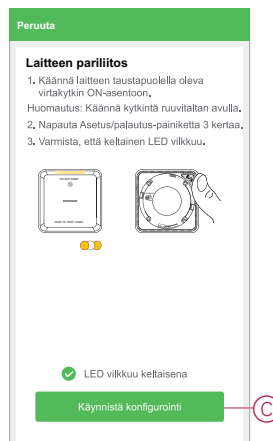 Peruuta
Laitteen pariliitos
1. Käännä laitteen taustapuolella oleva
virtakytkin ON-asentoon.
Huomautus: Käännä kytkintä ruuvitaltan avulla.
2. Napauta Asetus/palautus-painiketta 3 kertaa.
3. Varmista, että keltainen LED vilkkuu.
LED vilkkuu keltaisena
Käynnistä konfigurointi
C